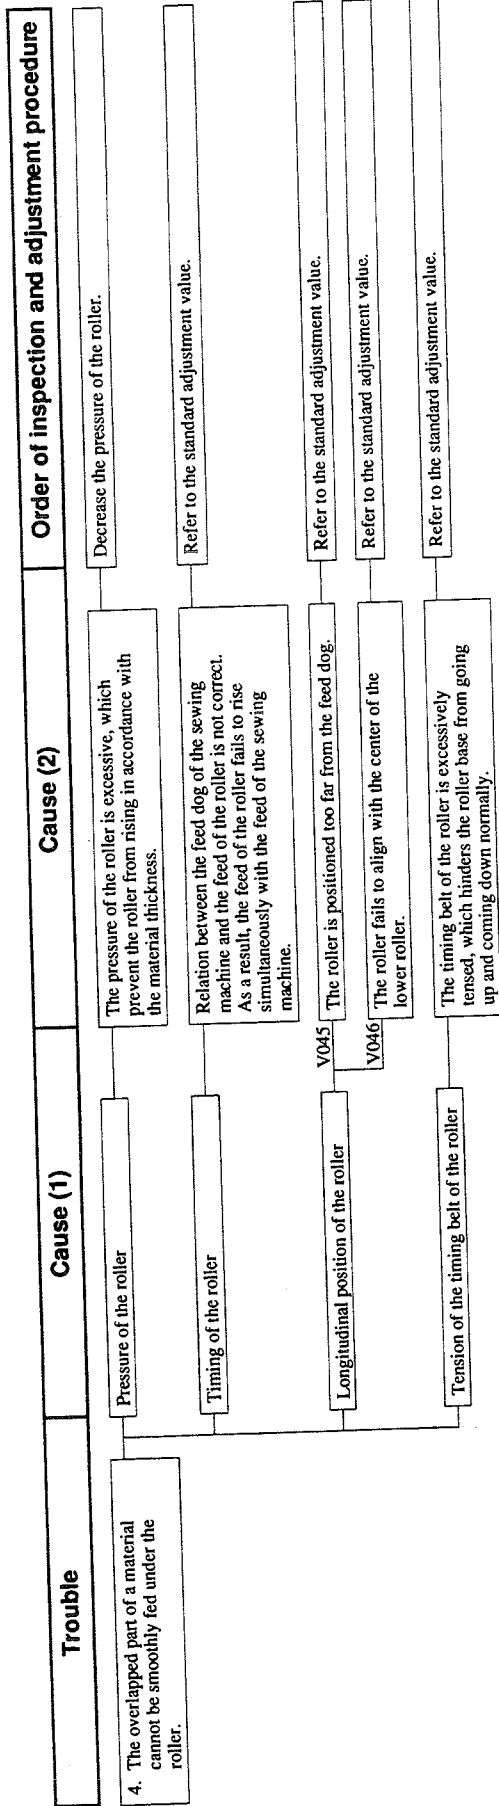 Trouble
Cause (1)
Cause (2)
Order of inspection and adjustment procedure
4. The overlapped part of a material
cannot be smoothly fed under the
roller.
Pressure of the roller
The pressure of the roller is excessive, which
prevent the roller from rising in accordance with
the material thickness.
Decrease the pressure of the roller.
Timing of the roller
Relation between the feed dog of the sewing
machine and the feed of the roller is not correct.
As a result, the feed of the roller fails to rise
simultaneously with the feed of the sewing
machine.
Refer to the standard adjustment value.
Longitudinal position of the roller
V045
The roller is positioned too far from the feed dog.
Refer to the standard adjustment value.
V046
The roller fails to align with the center of the
lower roller.
Refer to the standard adjustment value.
Tension of the timing belt of the roller
The timing belt of the roller is excessively
tensed, which hinders the roller base from going
up and coming down normally.
Refer to the standard adjustment value.